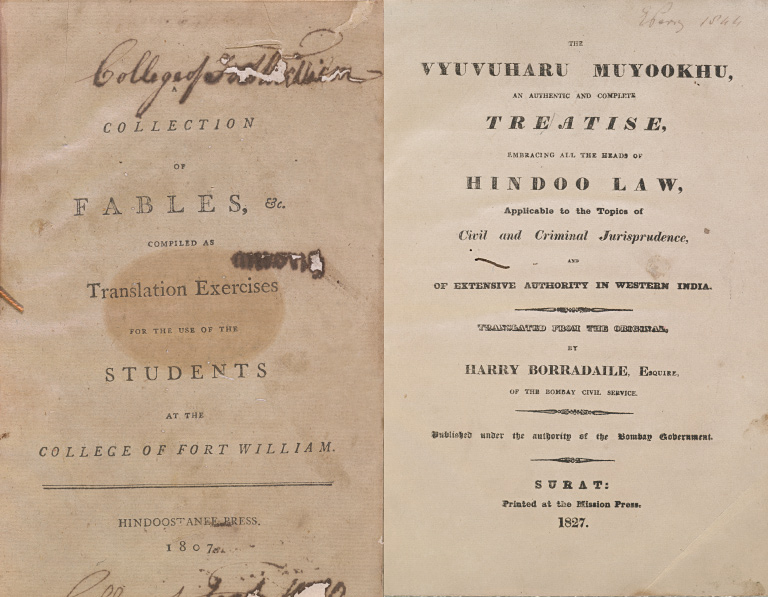 College of
A
COLLECTION
OF
FABLES, &c.
COMPILED AS
Translation Exercises
FOR THE USE OF THE
STUDENTS
AT THE
COLLEGE OF FORT WILLIAM.
HINDOOSTANEE PRESS.
1807
1844
THE
VYUVUHARU MUYOOKHU,
AN AUTHENTIC AND COMPLETE
TREATISE,
EMBRACING ALL THE HEADS OF
HINDOO LAW,
Applicable to the Topics of
Civil and Criminal Jurisprudence,
AND
OF EXTENSIVE AUTHORITY IN WESTERN INDIA.
TRANSLATED FROM THE ORIGINAL,
BY
HARRY BORRADAILE, ESQUIRE,
OF THE BOMBAY CIVIL SERVICE.
Published under the authority of the Bombay Government.
SURAT:
Printed at the Mission Press.
1827.